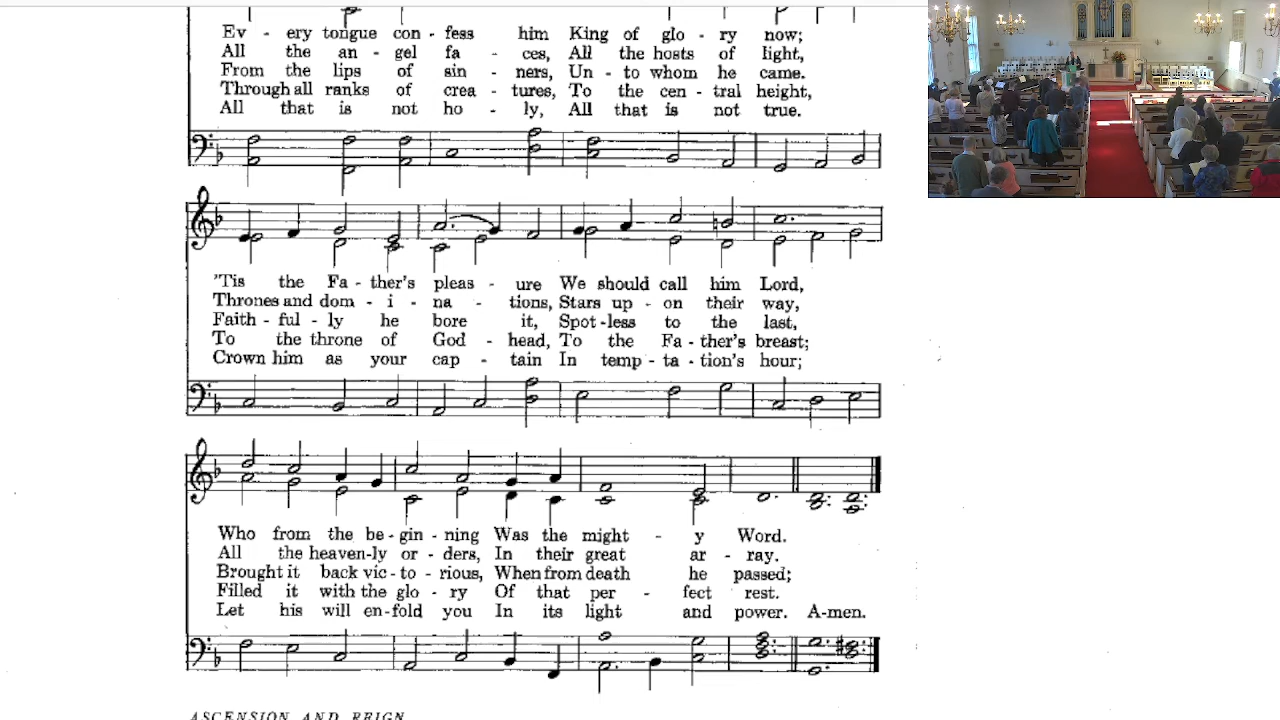 Ev - ery tongue con - fess him King of glo - ry now;
All the an - gel fa - ces, All the hosts of light,
From the lips of sin - ners, Un - to whom he came.
Through all ranks of crea - tures, To the cen - tral height,
All that is not ho - ly, All that is not true.
'Tis the Fa - ther's pleas - ure We should call him Lord,
Thrones and dom - i - na - tions, Stars up - on their way,
Faith - ful - ly he bore it, Spot - less to the last,
To the throne of God - head, To the Fa - ther's breast;
Crown him as your cap - tain In temp - ta - tion's hour;
Who from the be - gin - ning Was the might - y Word.
All the heaven-ly or - ders, In their great ar - ray.
Brought it back vic - to - rious, When from death he passed;
Filled it with the glo - ry Of that per - fect rest.
Let his will en-fold you In its light and power. A-men.
ASCENSION AND REIGN